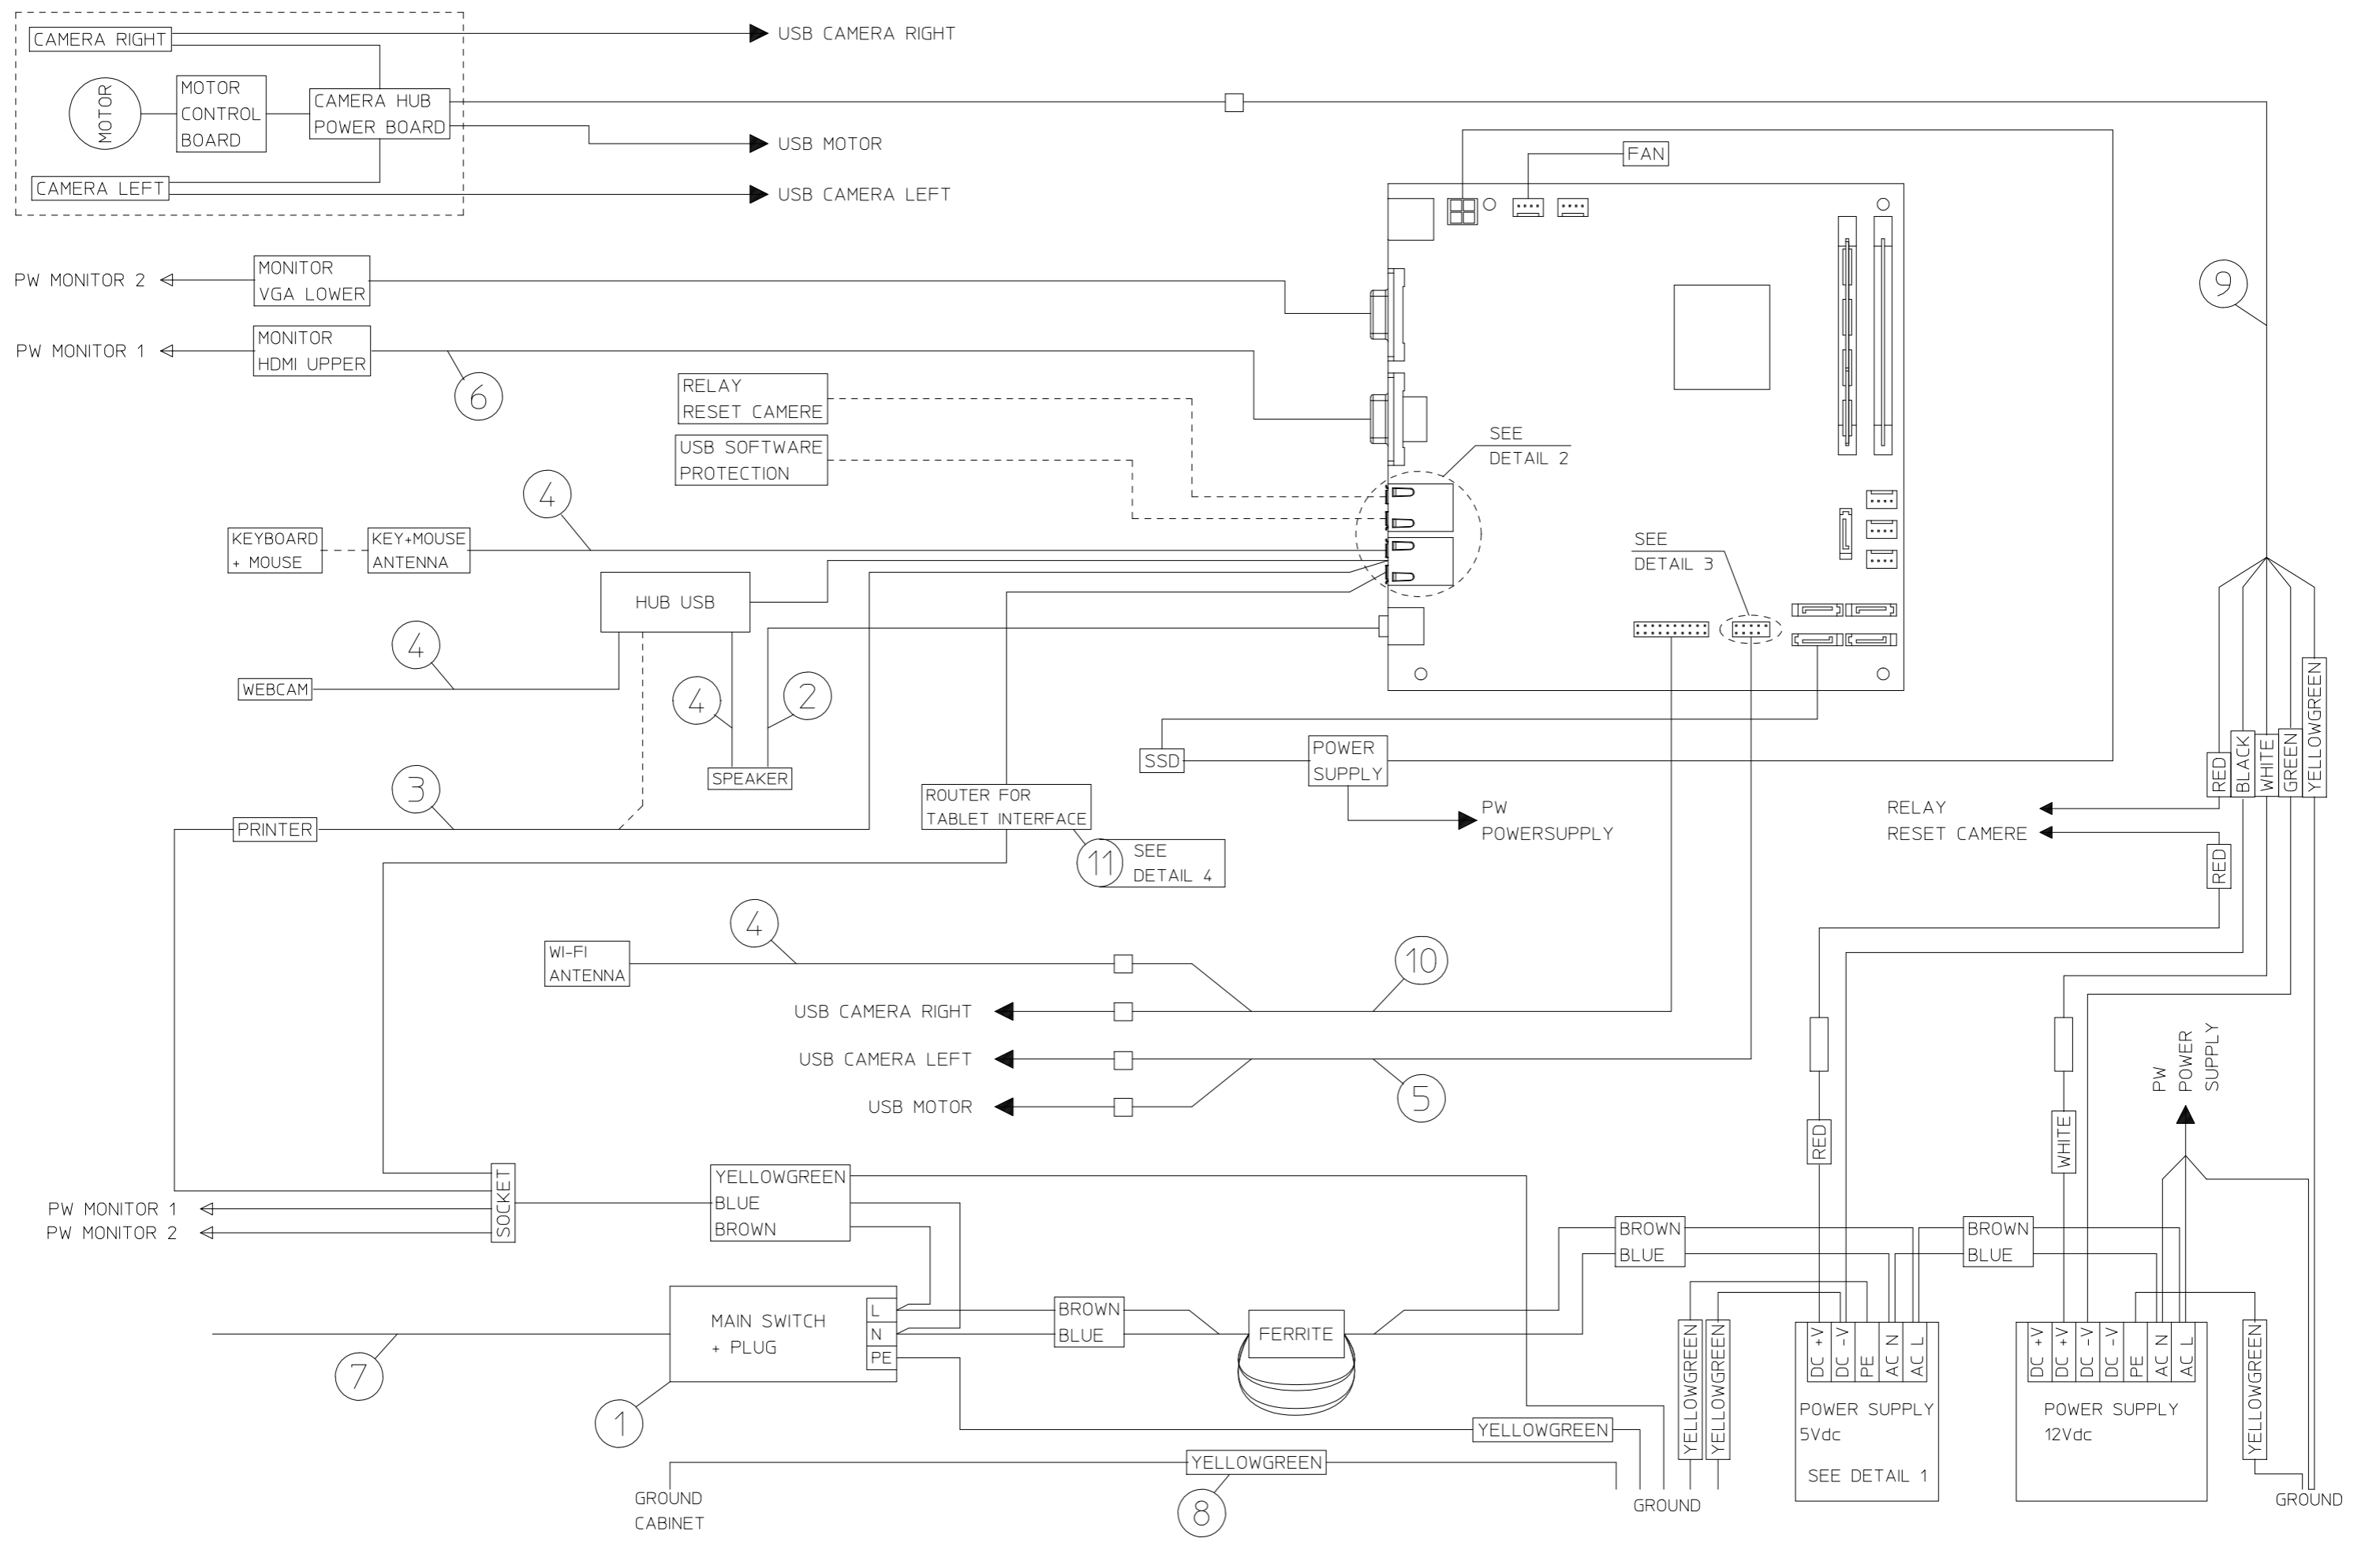 CAMERA RIGHT
USB CAMERA RIGHT
MOTOR
MOTOR
CONTROL
BOARD
CAMERA HUB
POWER BOARD
USB MOTOR
CAMERA LEFT
USB CAMERA LEFT
FAN
PW MONITOR 2
MONITOR
VGA LOWER
9
PW MONITOR 1
MONITOR
HDMI UPPER
6
RELAY
RESET CAMERE
USB SOFTWARE
PROTECTION
SEE
DETAIL 2
4
KEYBOARD
+ MOUSE
KEY+MOUSE
ANTENNA
SEE
DETAIL 3
HUB USB
4
WEBCAM
4
2
SPEAKER
3
PRINTER
SSD
POWER
SUPPLY
PW
POWERSUPPLY
ROUTER FOR
TABLET INTERFACE
11
SEE
DETAIL 4
RED
BLACK
WHITE
GREEN
YELLOWGREEN
RELAY
RESET CAMERE
RED
4
WI-FI
ANTENNA
10
USB CAMERA RIGHT
USB CAMERA LEFT
USB MOTOR
5
PW
POWER
SUPPLY
RED
WHITE
SOCKET
PW MONITOR 1
PW MONITOR 2
YELLOWGREEN
BLUE
BROWN
BROWN
BLUE
BROWN
BLUE
MAIN SWITCH
+ PLUG
L
N
PE
BROWN
BLUE
FERRITE
7
1
YELLOWGREEN
YELLOWGREEN
8
GROUND
CABINET
GROUND
YELLOWGREEN
YELLOWGREEN
DC +V
DC -V
PE
AC N
AC L
POWER SUPPLY
5Vdc
SEE DETAIL 1
DC +V
DC +V
DC -V
DC -V
PE
AC N
AC L
POWER SUPPLY
12Vdc
YELLOWGREEN
GROUND